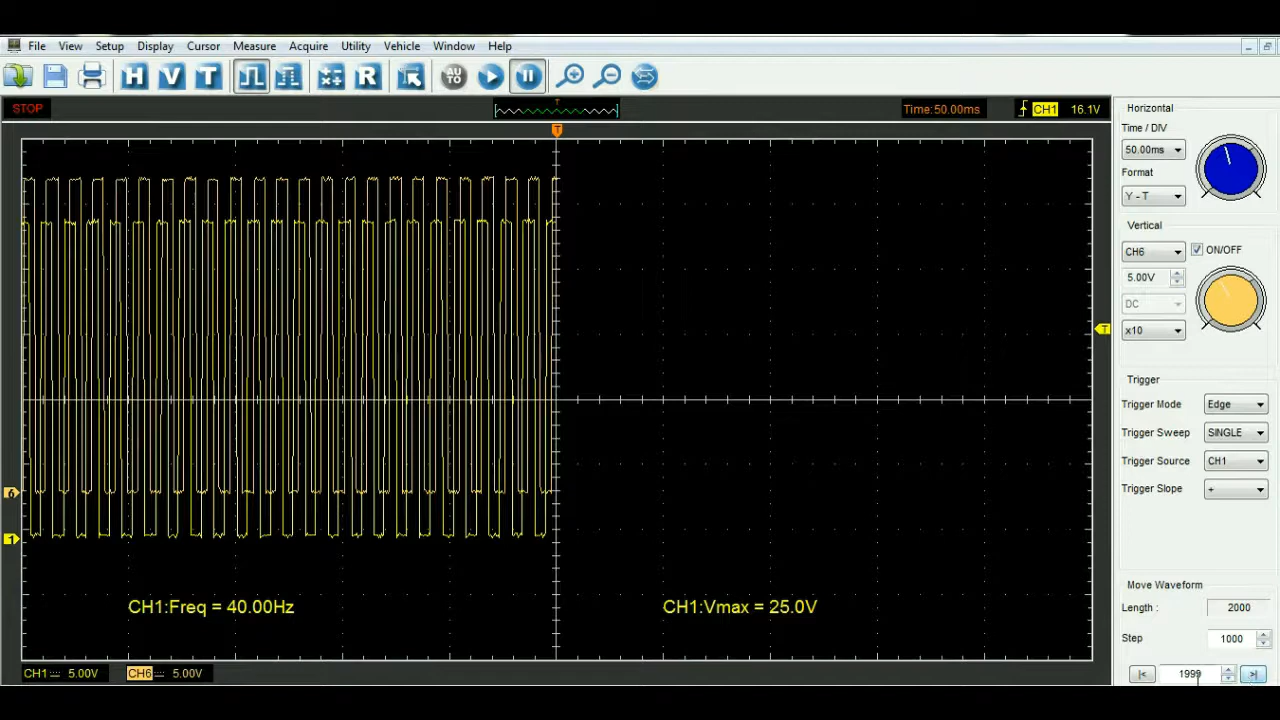 File View Setup Display Cursor Measure Acquire Utility Vehicle Window Help
H V T R AUTO
STOP T Time:50.00ms CH1 16.1V
T
T
6
1
CH1:Freq = 40.00Hz CH1:Vmax = 25.0V
CH1 5.00V CH6 5.00V
Horizontal
Time / DIV
50.00ms
Format
Y - T
Vertical
CH6 ON/OFF
5.00V
DC
x10
Trigger
Trigger Mode Edge
Trigger Sweep SINGLE
Trigger Source CH1
Trigger Slope +
Move Waveform
Length : 2000
Step 1000
|< 1999 >|